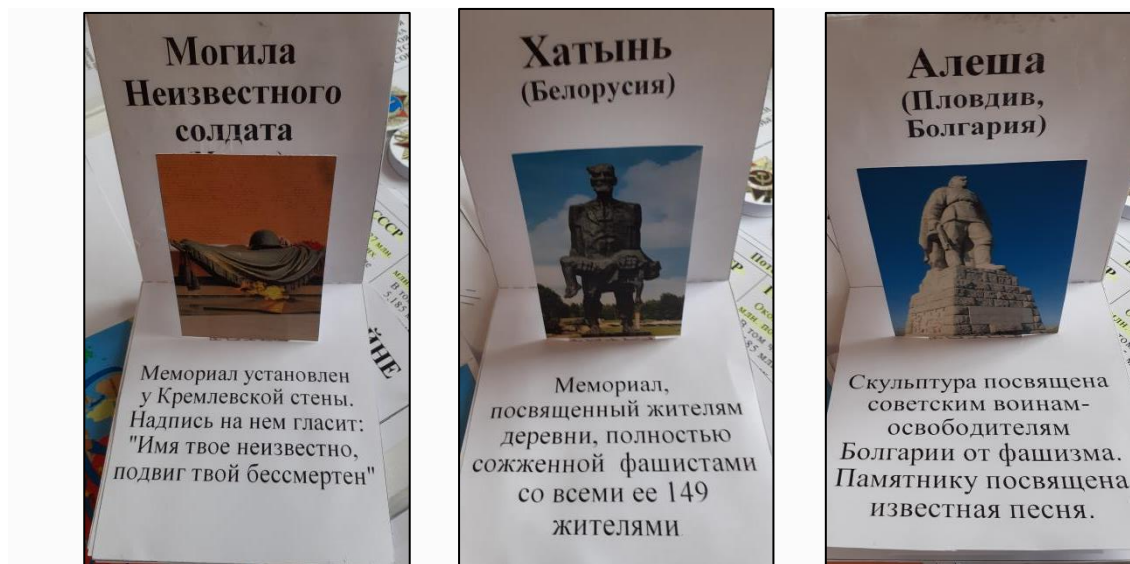 Могила
Неизвестного
солдата
Мемориал установлен
у Кремлевской стены.
Надпись на нем гласит:
"Имя твое неизвестно,
подвиг твой бессмертен"
Хатынь
(Белорусия)
Мемориал,
посвященный жителям
деревни, полностью
сожженной фашистами
со всеми ее 149
жителями
Алеша
(Пловдив,
Болгария)
Скульптура посвящена
советским воинам-
освободителям
Болгарии от фашизма.
Памятнику посвящена
известная песня.
СССР
ЙНЕ